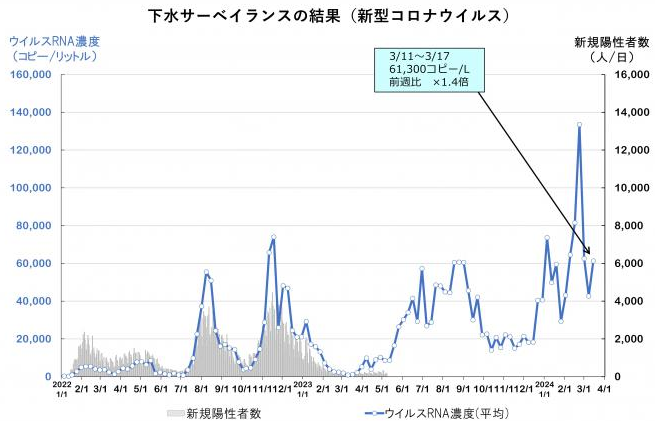 下水サーベイランスの結果（新型コロナウイルス）
ウイルスRNA濃度
（コピー/リットル）
新規陽性者数
（人/日）
3/11～3/17
61,300コピー/L
前週比　×1.4倍
160,000
140,000
120,000
100,000
80,000
60,000
40,000
20,000
0
16,000
14,000
12,000
10,000
8,000
6,000
4,000
2,000
0
2022
1/1 2/1 3/1 4/1 5/1 6/1 7/1 8/1 9/1 10/1 11/1 12/1
2023
1/1 2/1 3/1 4/1 5/1 6/1 7/1 8/1 9/1 10/1 11/1 12/1
2024
1/1 2/1 3/1 4/1
新規陽性者数
ウイルスRNA濃度(平均)